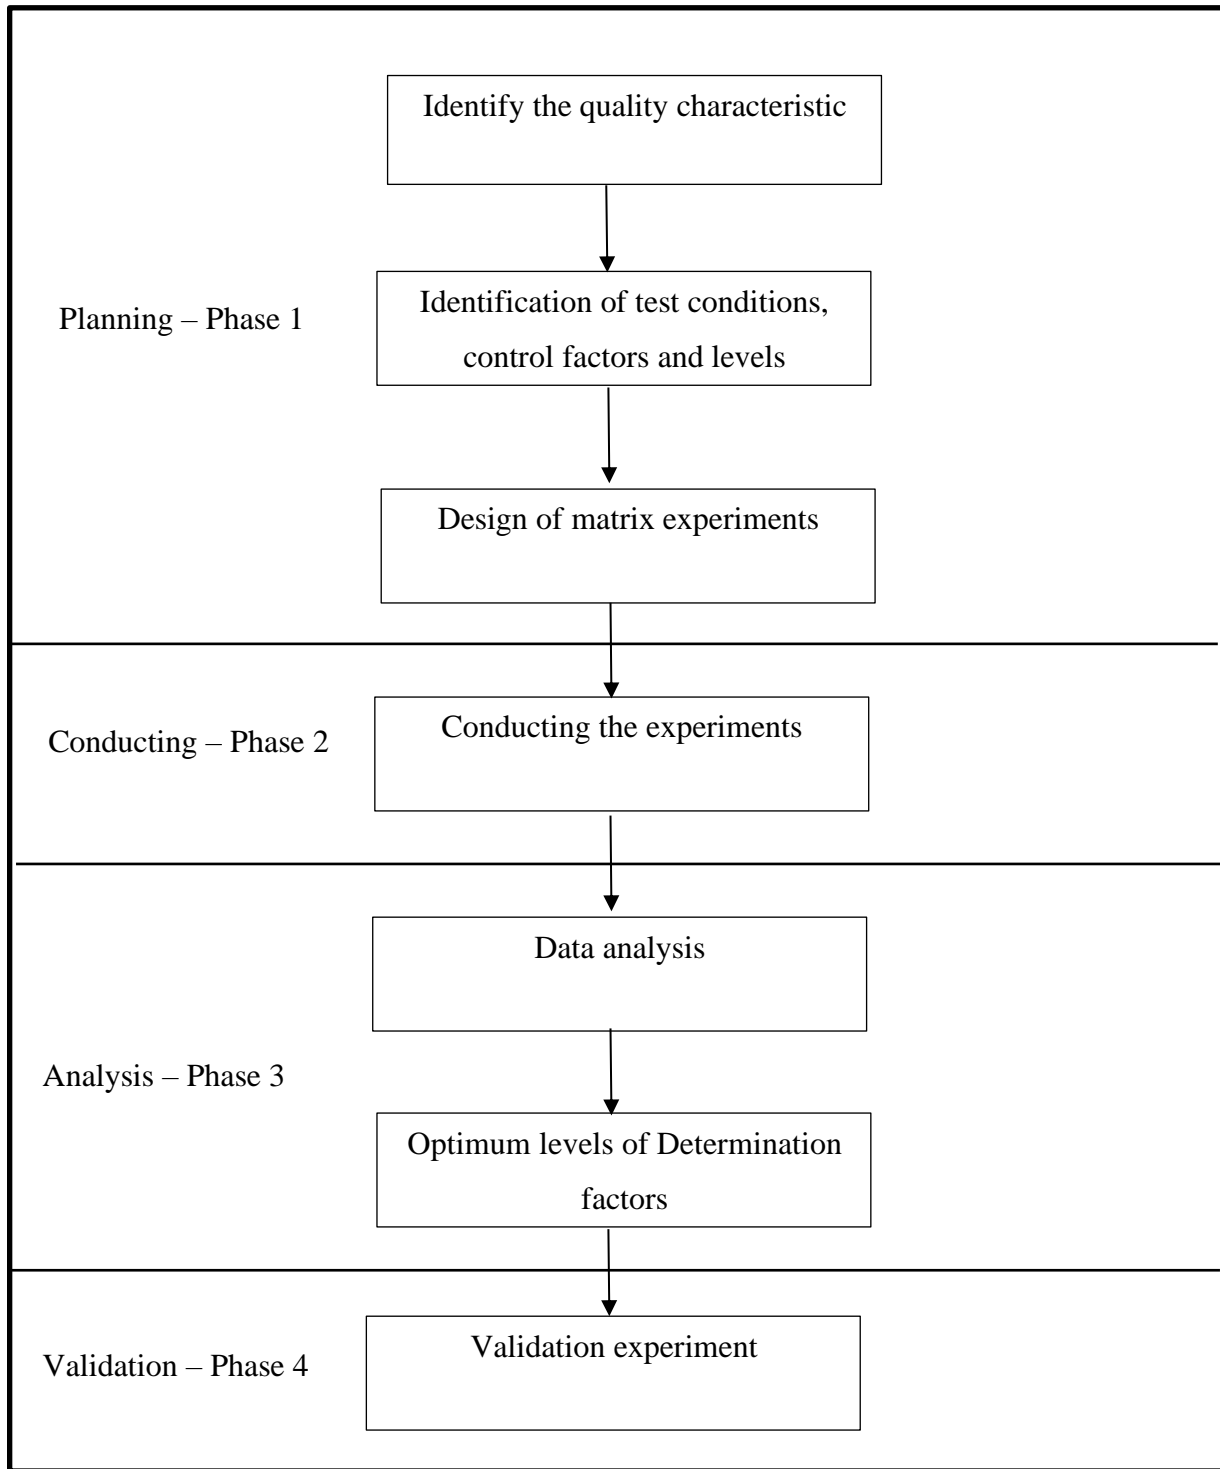 Identify the quality characteristic
Planning – Phase 1
Identification of test conditions,
control factors and levels
Design of matrix experiments
Conducting – Phase 2
Conducting the experiments
Data analysis
Analysis – Phase 3
Optimum levels of Determination
factors
Validation – Phase 4
Validation experiment